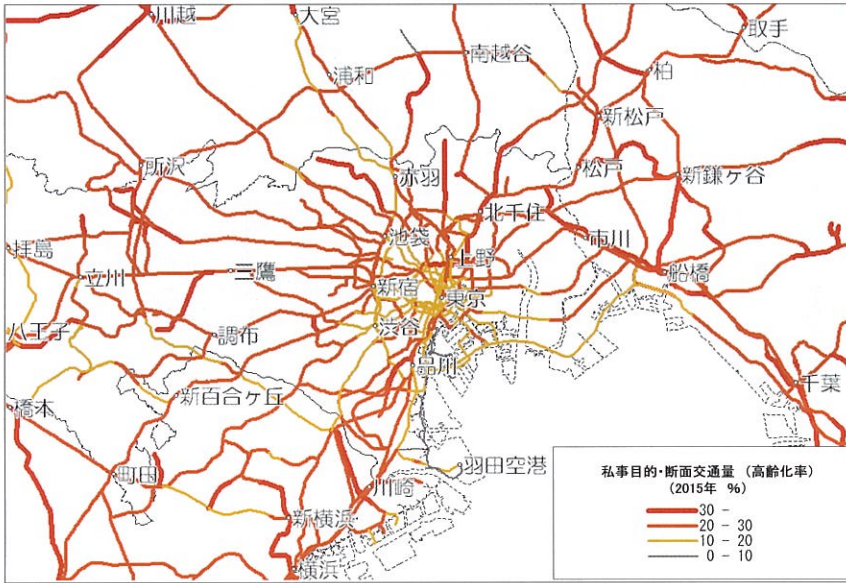 川越
大宮
取手
南越谷
柏
浦和
新松戸
所沢
松戸
新鎌ヶ谷
赤羽
北千住
池袋
市川
拝島
上野
船橋
立川
三鷹
新宿
東京
八王子
調布
渋谷
品川
千葉
新百合ヶ丘
橋本
町田
羽田空港
川崎
新横浜
横浜
私事目的・断面交通量 (高齢化率)
(2015年 %)
30 -
20 - 30
10 - 20
0 - 10